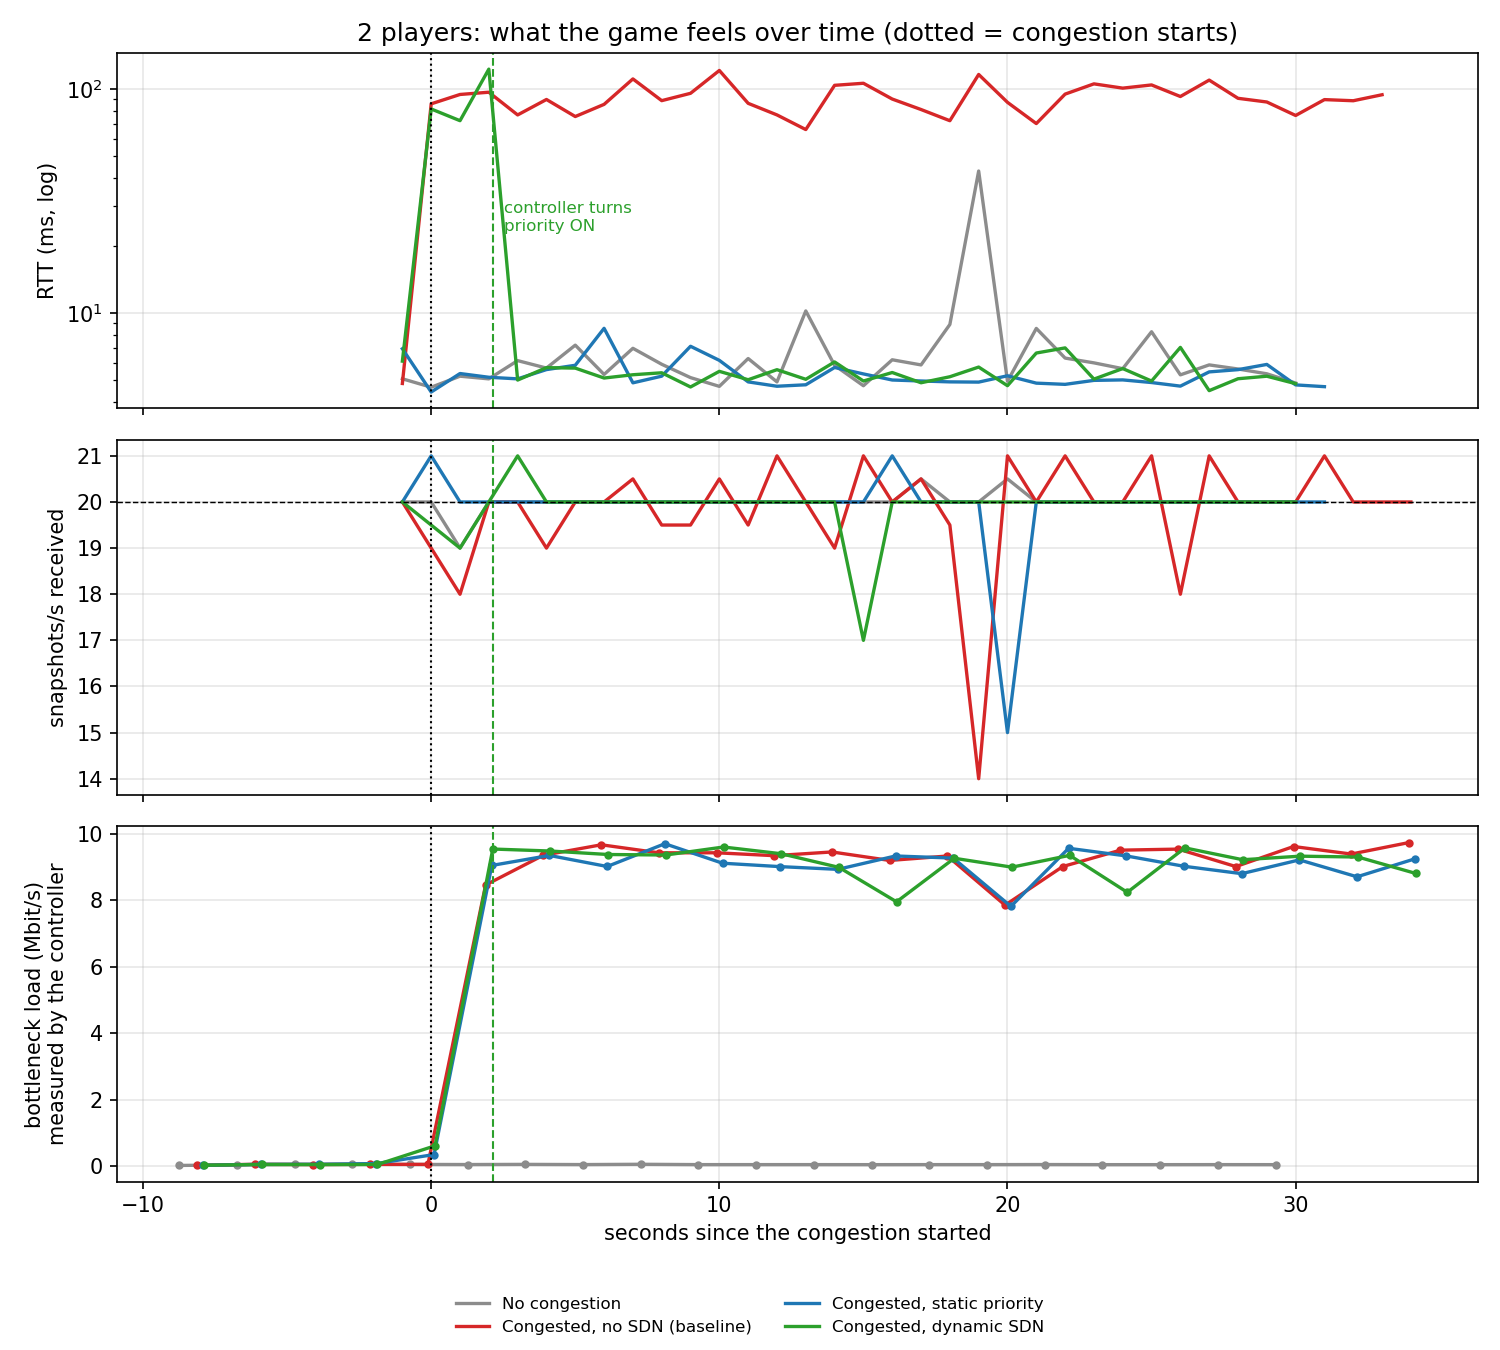 2 players: what the game feels over time (dotted = congestion starts)
RTT (ms, log)
10²
10¹
controller turns
priority ON
snapshots/s received
21
20
19
18
17
16
15
14
bottleneck load (Mbit/s)
measured by the controller
10
8
6
4
2
0
−10
0
10
20
30
seconds since the congestion started
No congestion
Congested, no SDN (baseline)
Congested, static priority
Congested, dynamic SDN